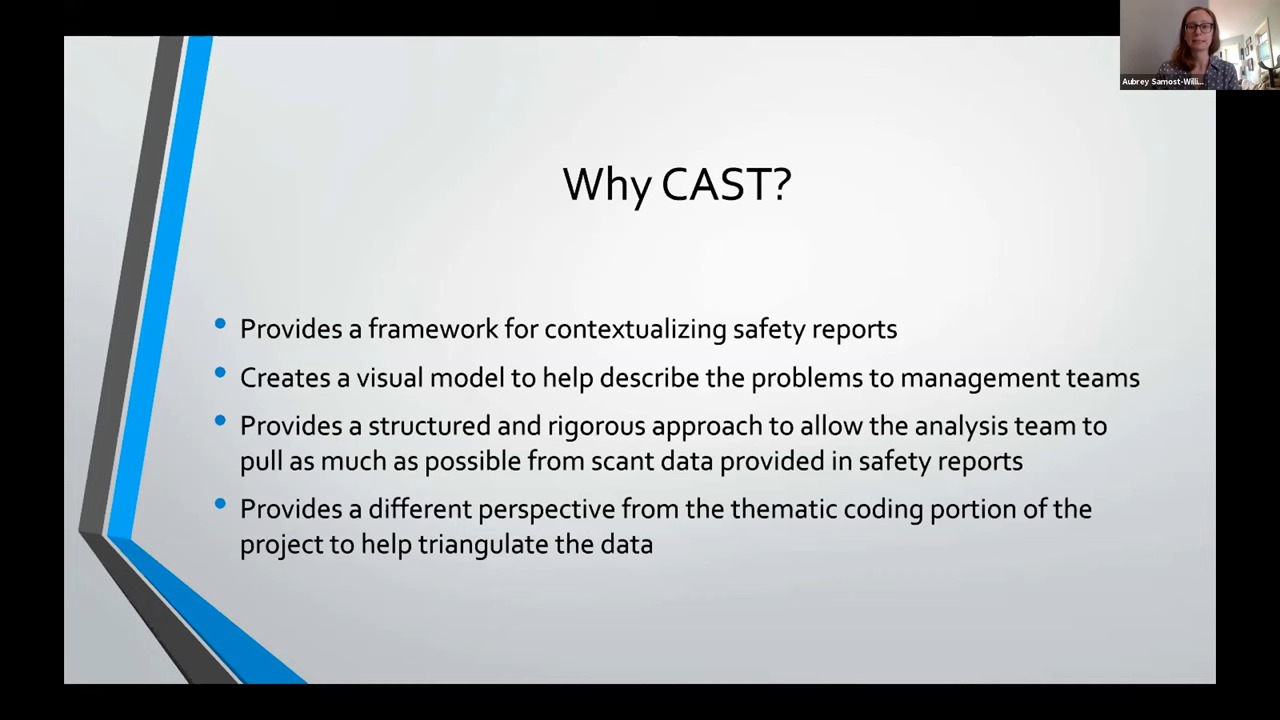 Aubrey Samost-Willi...
Why CAST?
• Provides a framework for contextualizing safety reports
• Creates a visual model to help describe the problems to management teams
• Provides a structured and rigorous approach to allow the analysis team to
pull as much as possible from scant data provided in safety reports
• Provides a different perspective from the thematic coding portion of the
project to help triangulate the data